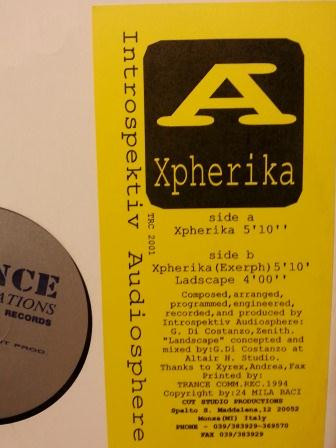 Introspektiv Audiosphere
TRC 2001
A
Xpherika
side a
Xpherika 5'10''
side b
Xpherika(Exerph)5'10'
Ladscape 4'00''
Composed,arranged,
programmed,engineered,
recorded,and produced by
Introspektiv Audiosphere:
G. Di Costanzo,Zenith.
"Landscape" concepted and
mixed by:G.Di Costanzo at
Altair H. Studio.
Thanks to Xyrex,Andrea,Fax
Printed by:
TRANCE COMM.REC.1994
Copyright by:24 MILA BACI
CUT STUDIO PRODUCTIONS
Spalto S. Maddalena,12 20052
Monza(MI) Italy
PHONE - 039/383929-369570
FAX 039/383929
NCE
ATIONS
RECORDS
UT PROD